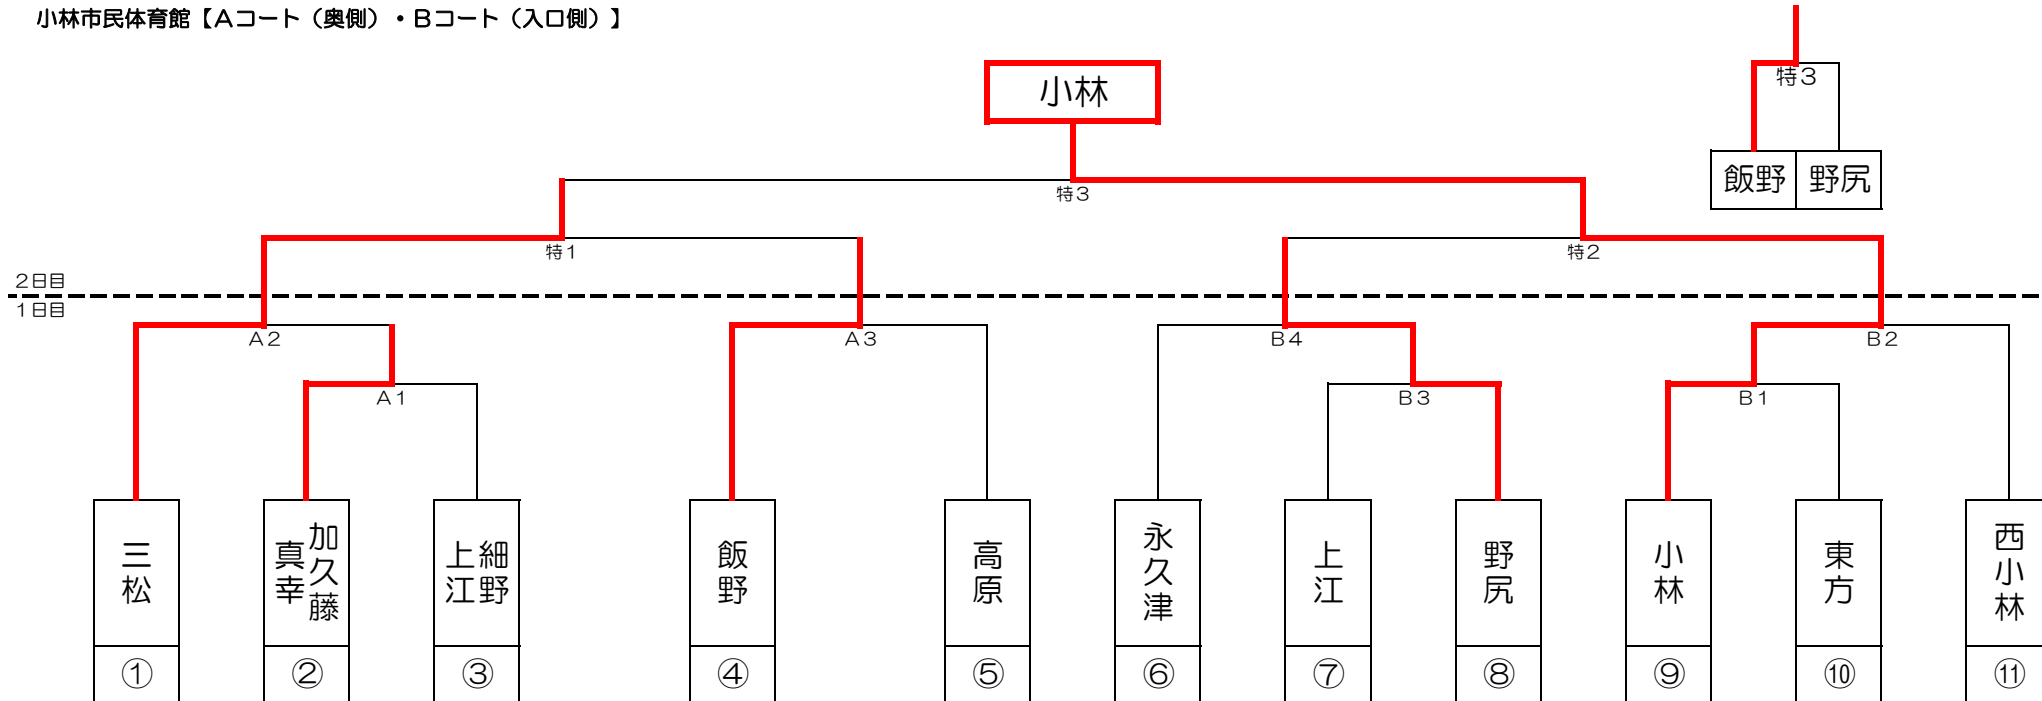 小林市民体育館【Aコート（奥側）・Bコート（入口側）】
小林
特3
飯野 野尻
特3
特1
特2
2日目
1日目
A2
A3
B4
B2
A1
B3
B1
三松
加久藤
真幸
細野
上江
飯野
高原
永久津
上江
野尻
小林
東方
西小林
① ② ③ ④ ⑤ ⑥ ⑦ ⑧ ⑨ ⑩ ⑪